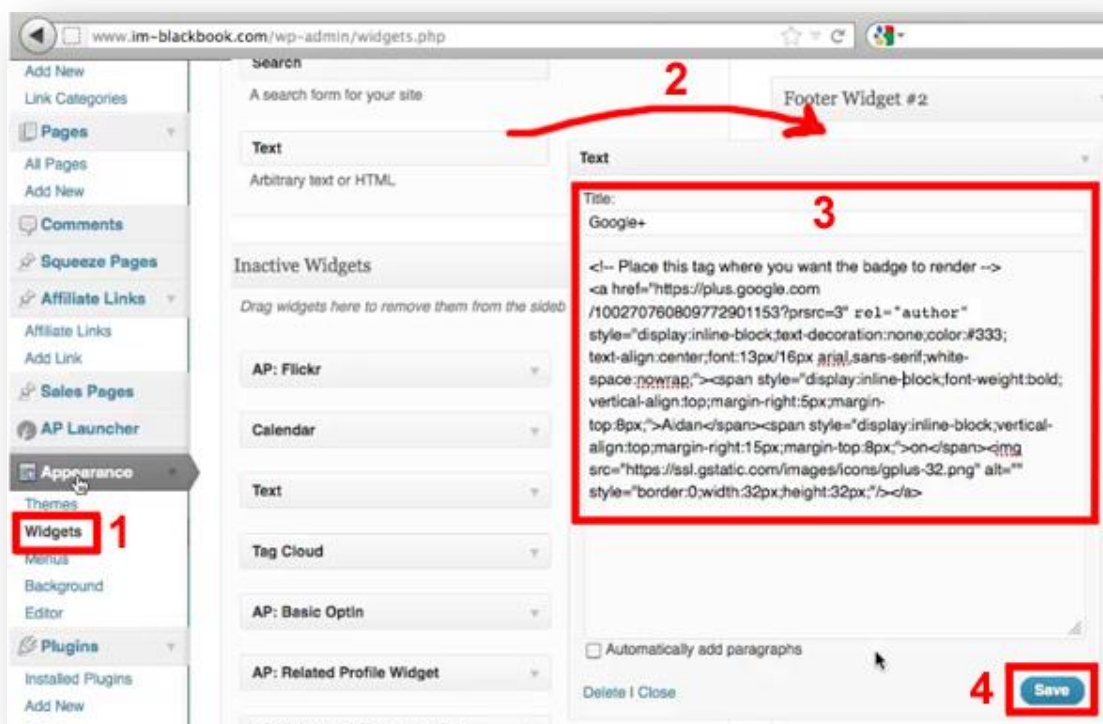 www.im-blackbook.com/wp-admin/widgets.php
Add New
Link Categories
Pages
All Pages
Add New
Comments
Squeeze Pages
Affiliate Links
Affiliate Links
Add Link
Sales Pages
AP Launcher
Appearance
Themes
Widgets
1
Menus
Background
Editor
Plugins
Installed Plugins
Add New
Search
A search form for your site
Text
Arbitrary text or HTML
Inactive Widgets
Drag widgets here to remove them from the sideb
AP: Flickr
Calendar
Text
Tag Cloud
AP: Basic OptIn
AP: Related Profile Widget
2
Footer Widget #2
Text
Title:
3
Google+
<!-- Place this tag where you want the badge to render -->
<a href="https://plus.google.com
/100270760809772901153?prsrc=3" rel="author"
style="display:inline-block;text-decoration:none;color:#333;
text-align:center;font:13px/16px arial,sans-serif;white-
space:nowrap;"><span style="display:inline-block;font-weight:bold;
vertical-align:top;margin-right:5px;margin-
top:8px;">Aidan</span><span style="display:inline-block;vertical-
align:top;margin-right:15px;margin-top:8px;">on</span><img
src="https://ssl.gstatic.com/images/icons/gplus-32.png" alt=""
style="border:0;width:32px;height:32px;"/></a>
Automatically add paragraphs
Delete | Close
4
Save